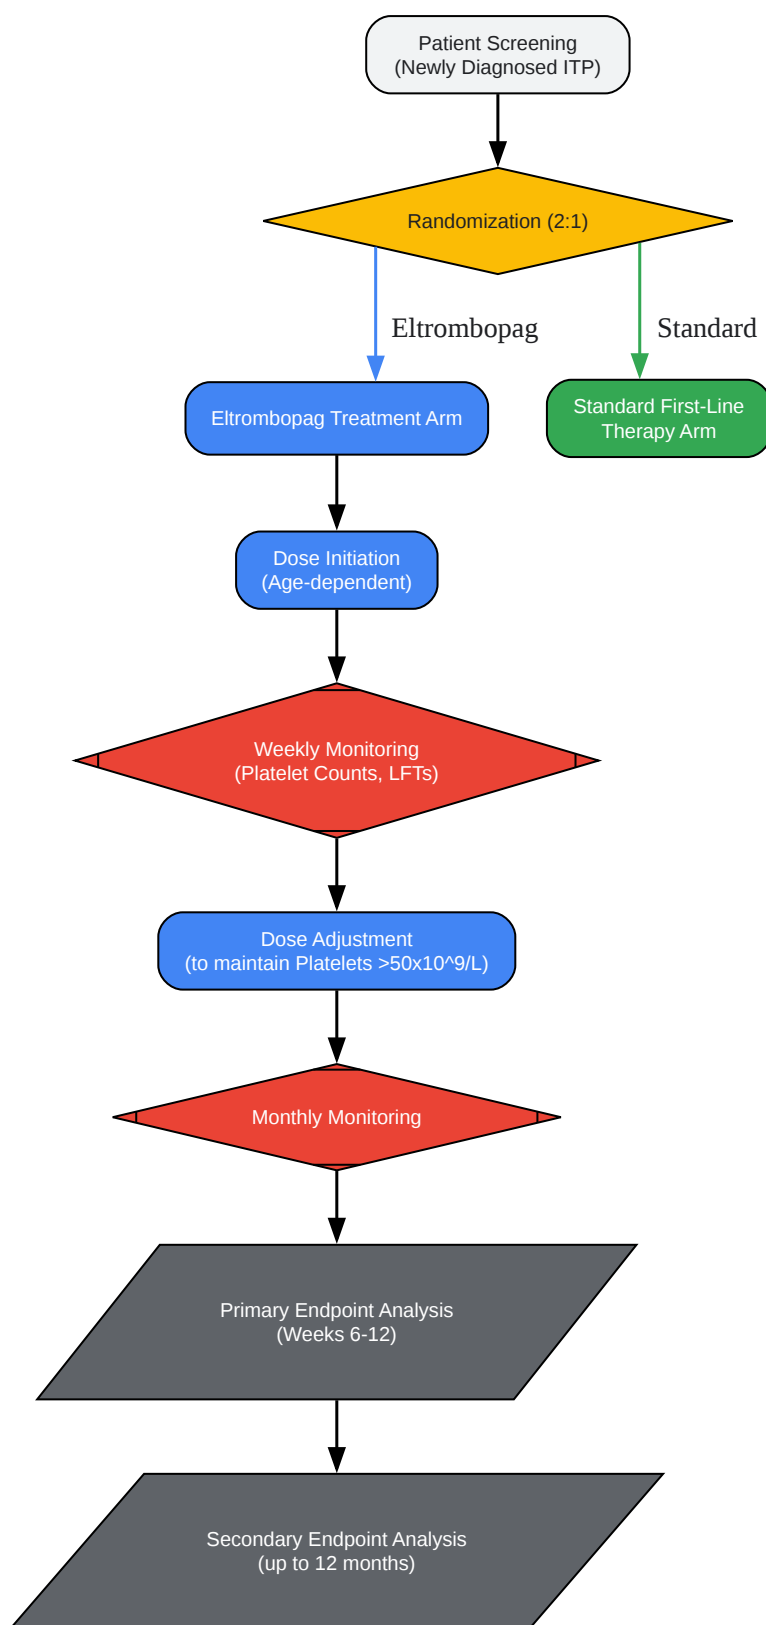 Patient Screening
(Newly Diagnosed ITP)
Randomization (2:1)
Eltrombopag
Standard
Eltrombopag Treatment Arm
Standard First-Line
Therapy Arm
Dose Initiation
(Age-dependent)
Weekly Monitoring
(Platelet Counts, LFTs)
Dose Adjustment
(to maintain Platelets >50x10^9/L)
Monthly Monitoring
Primary Endpoint Analysis
(Weeks 6-12)
Secondary Endpoint Analysis
(up to 12 months)